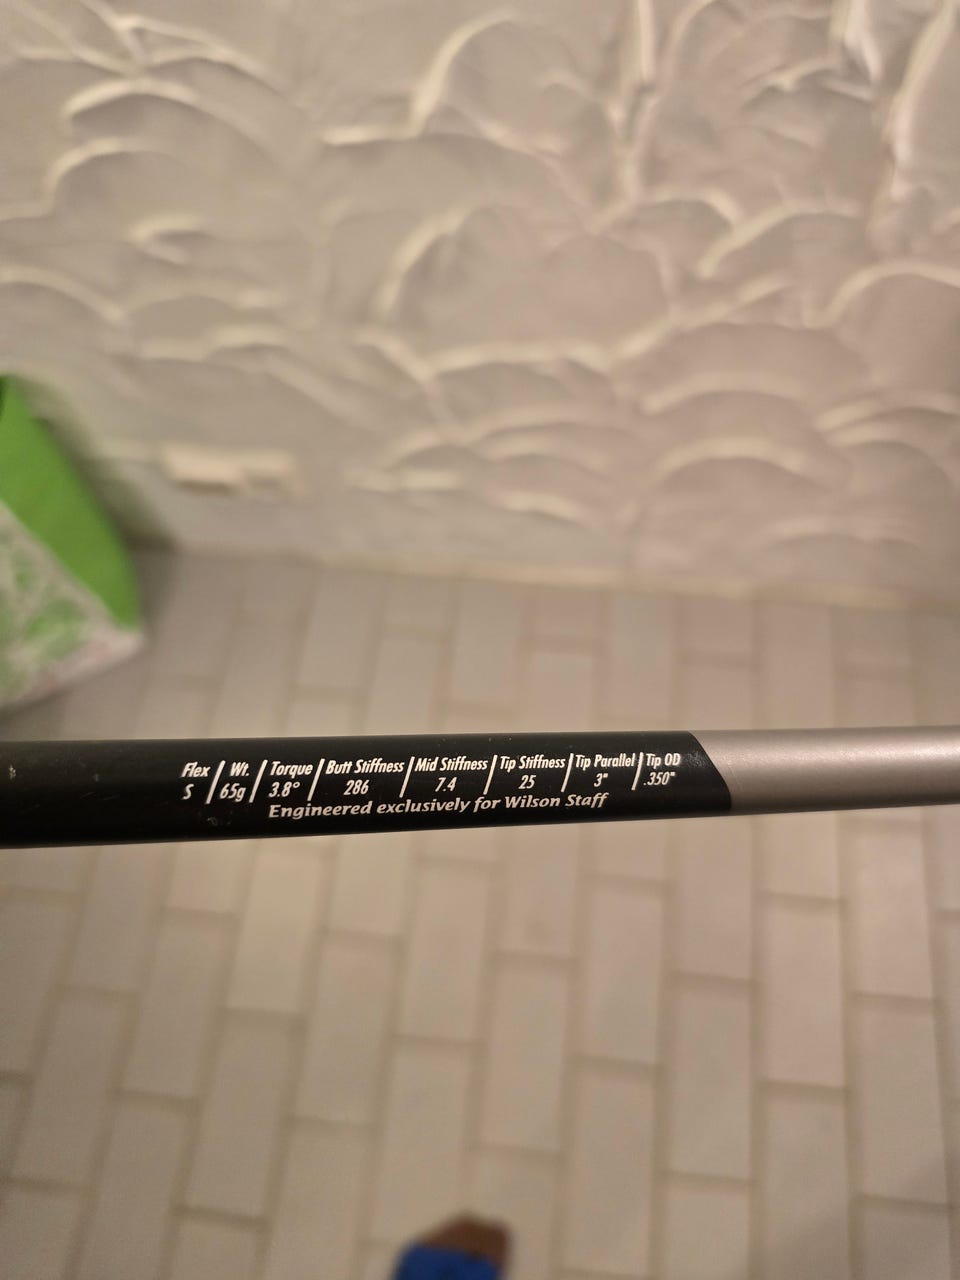 Flex / Wt. / Torque / Butt Stiffness / Mid Stiffness / Tip Stiffness / Tip Parallel / Tip OD
S / 65g / 3.8° / 286 / 7.4 / 25 / 3" / .350"
Engineered exclusively for Wilson Staff